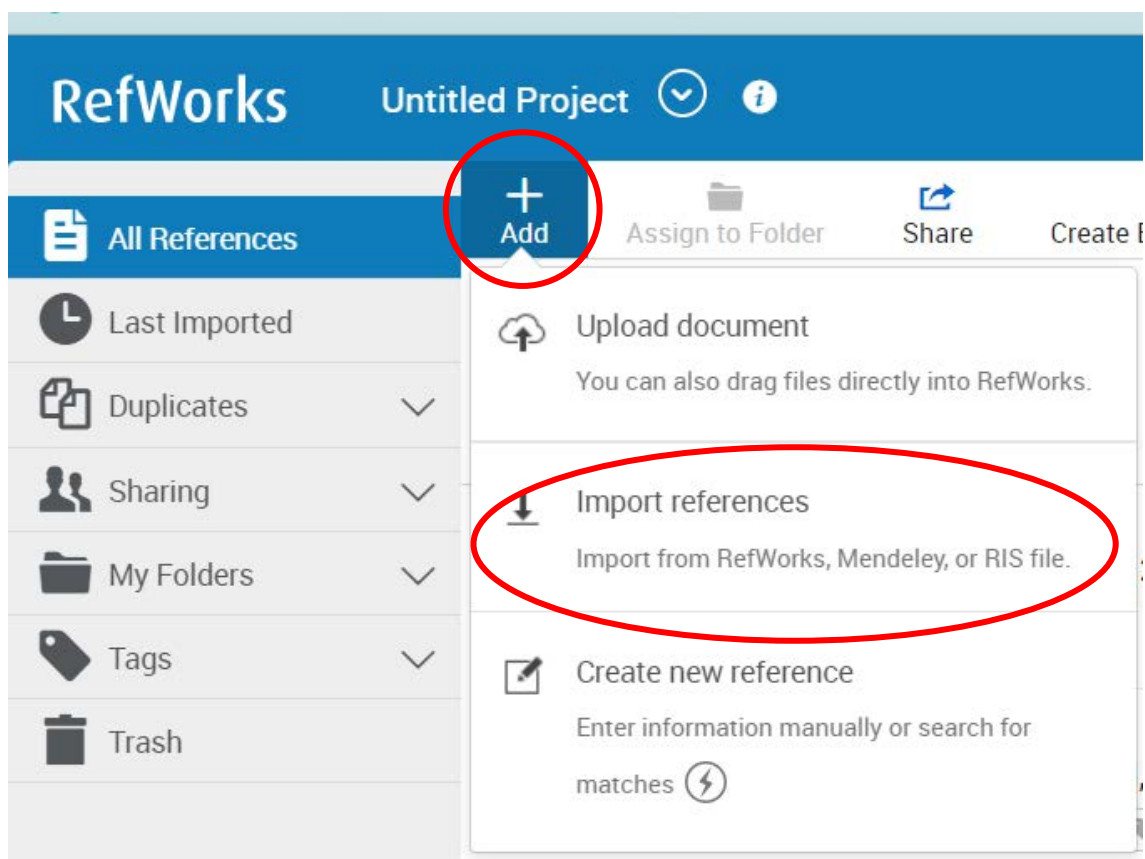 RefWorks Untitled Project
Add Assign to Folder Share Create
All References
Last Imported
Duplicates
Sharing
My Folders
Tags
Trash
Upload document
You can also drag files directly into RefWorks.
Import references
Import from RefWorks, Mendeley, or RIS file.
Create new reference
Enter information manually or search for
matches